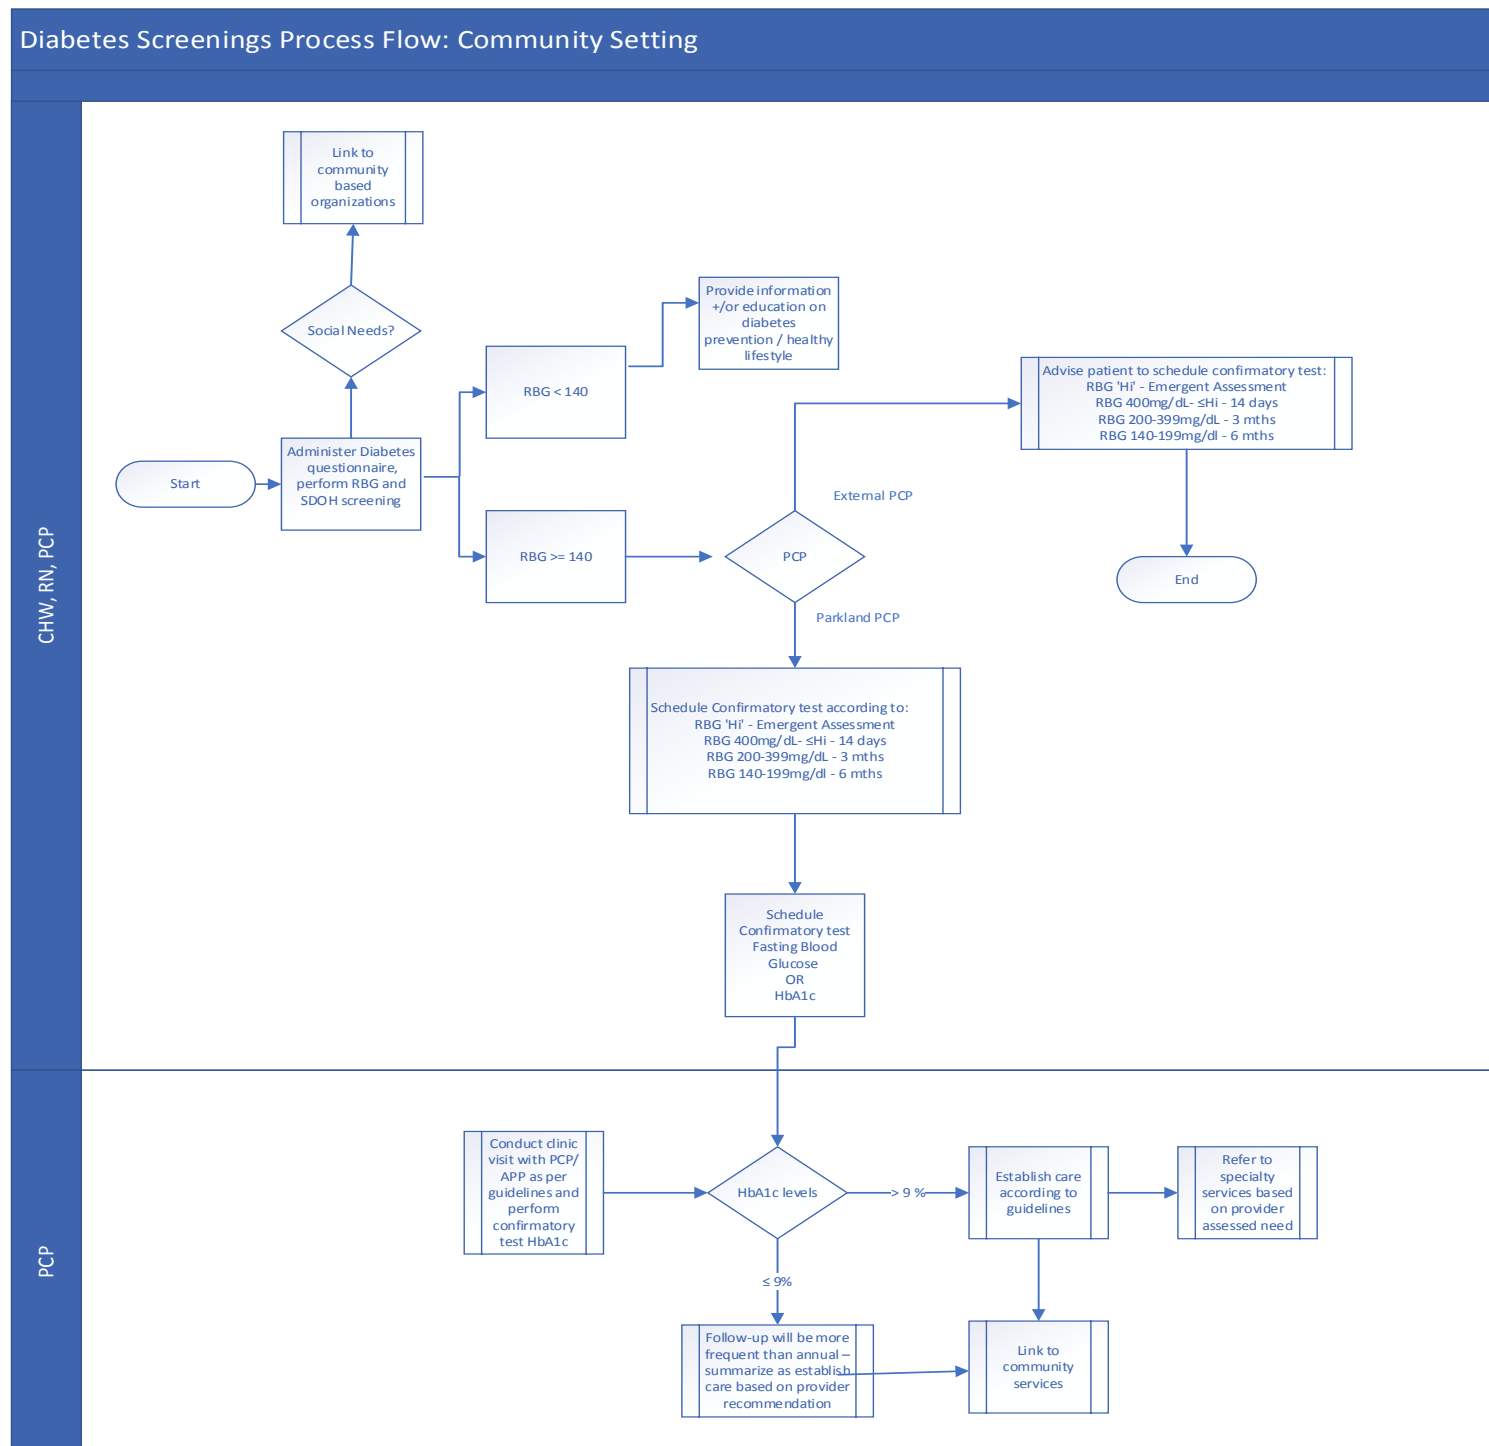 Diabetes Screenings Process Flow: Community Setting
CHW, RN, PCP
Link to
community
based
organizations
Social Needs?
Start
Administer Diabetes
questionnaire,
perform RBG and
SDOH screening
RBG < 140
RBG >= 140
Provide information
+/or education on
diabetes
prevention / healthy
lifestyle
PCP
External PCP
Parkland PCP
Advise patient to schedule confirmatory test:
RBG 'Hi' - Emergent Assessment
RBG 400mg/dL- ≤Hi - 14 days
RBG 200-399mg/dL - 3 mths
RBG 140-199mg/dl - 6 mths
End
Schedule Confirmatory test according to:
RBG 'Hi' - Emergent Assessment
RBG 400mg/dL- ≤Hi - 14 days
RBG 200-399mg/dL - 3 mths
RBG 140-199mg/dl - 6 mths
Schedule
Confirmatory test
Fasting Blood
Glucose
OR
HbA1c
PCP
Conduct clinic
visit with PCP/
APP as per
guidelines and
perform
confirmatory
test HbA1c
HbA1c levels
> 9 %
Establish care
according to
guidelines
Refer to
specialty
services based
on provider
assessed need
≤ 9%
Follow-up will be more
frequent than annual –
summarize as establish
care based on provider
recommendation
Link to
community
services